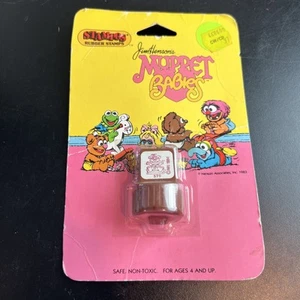 STAMPOS
RUBBER STAMPS
Jim Henson's
MUPPET
BABIES
SAFE. NON-TOXIC. FOR AGES 4 AND UP.